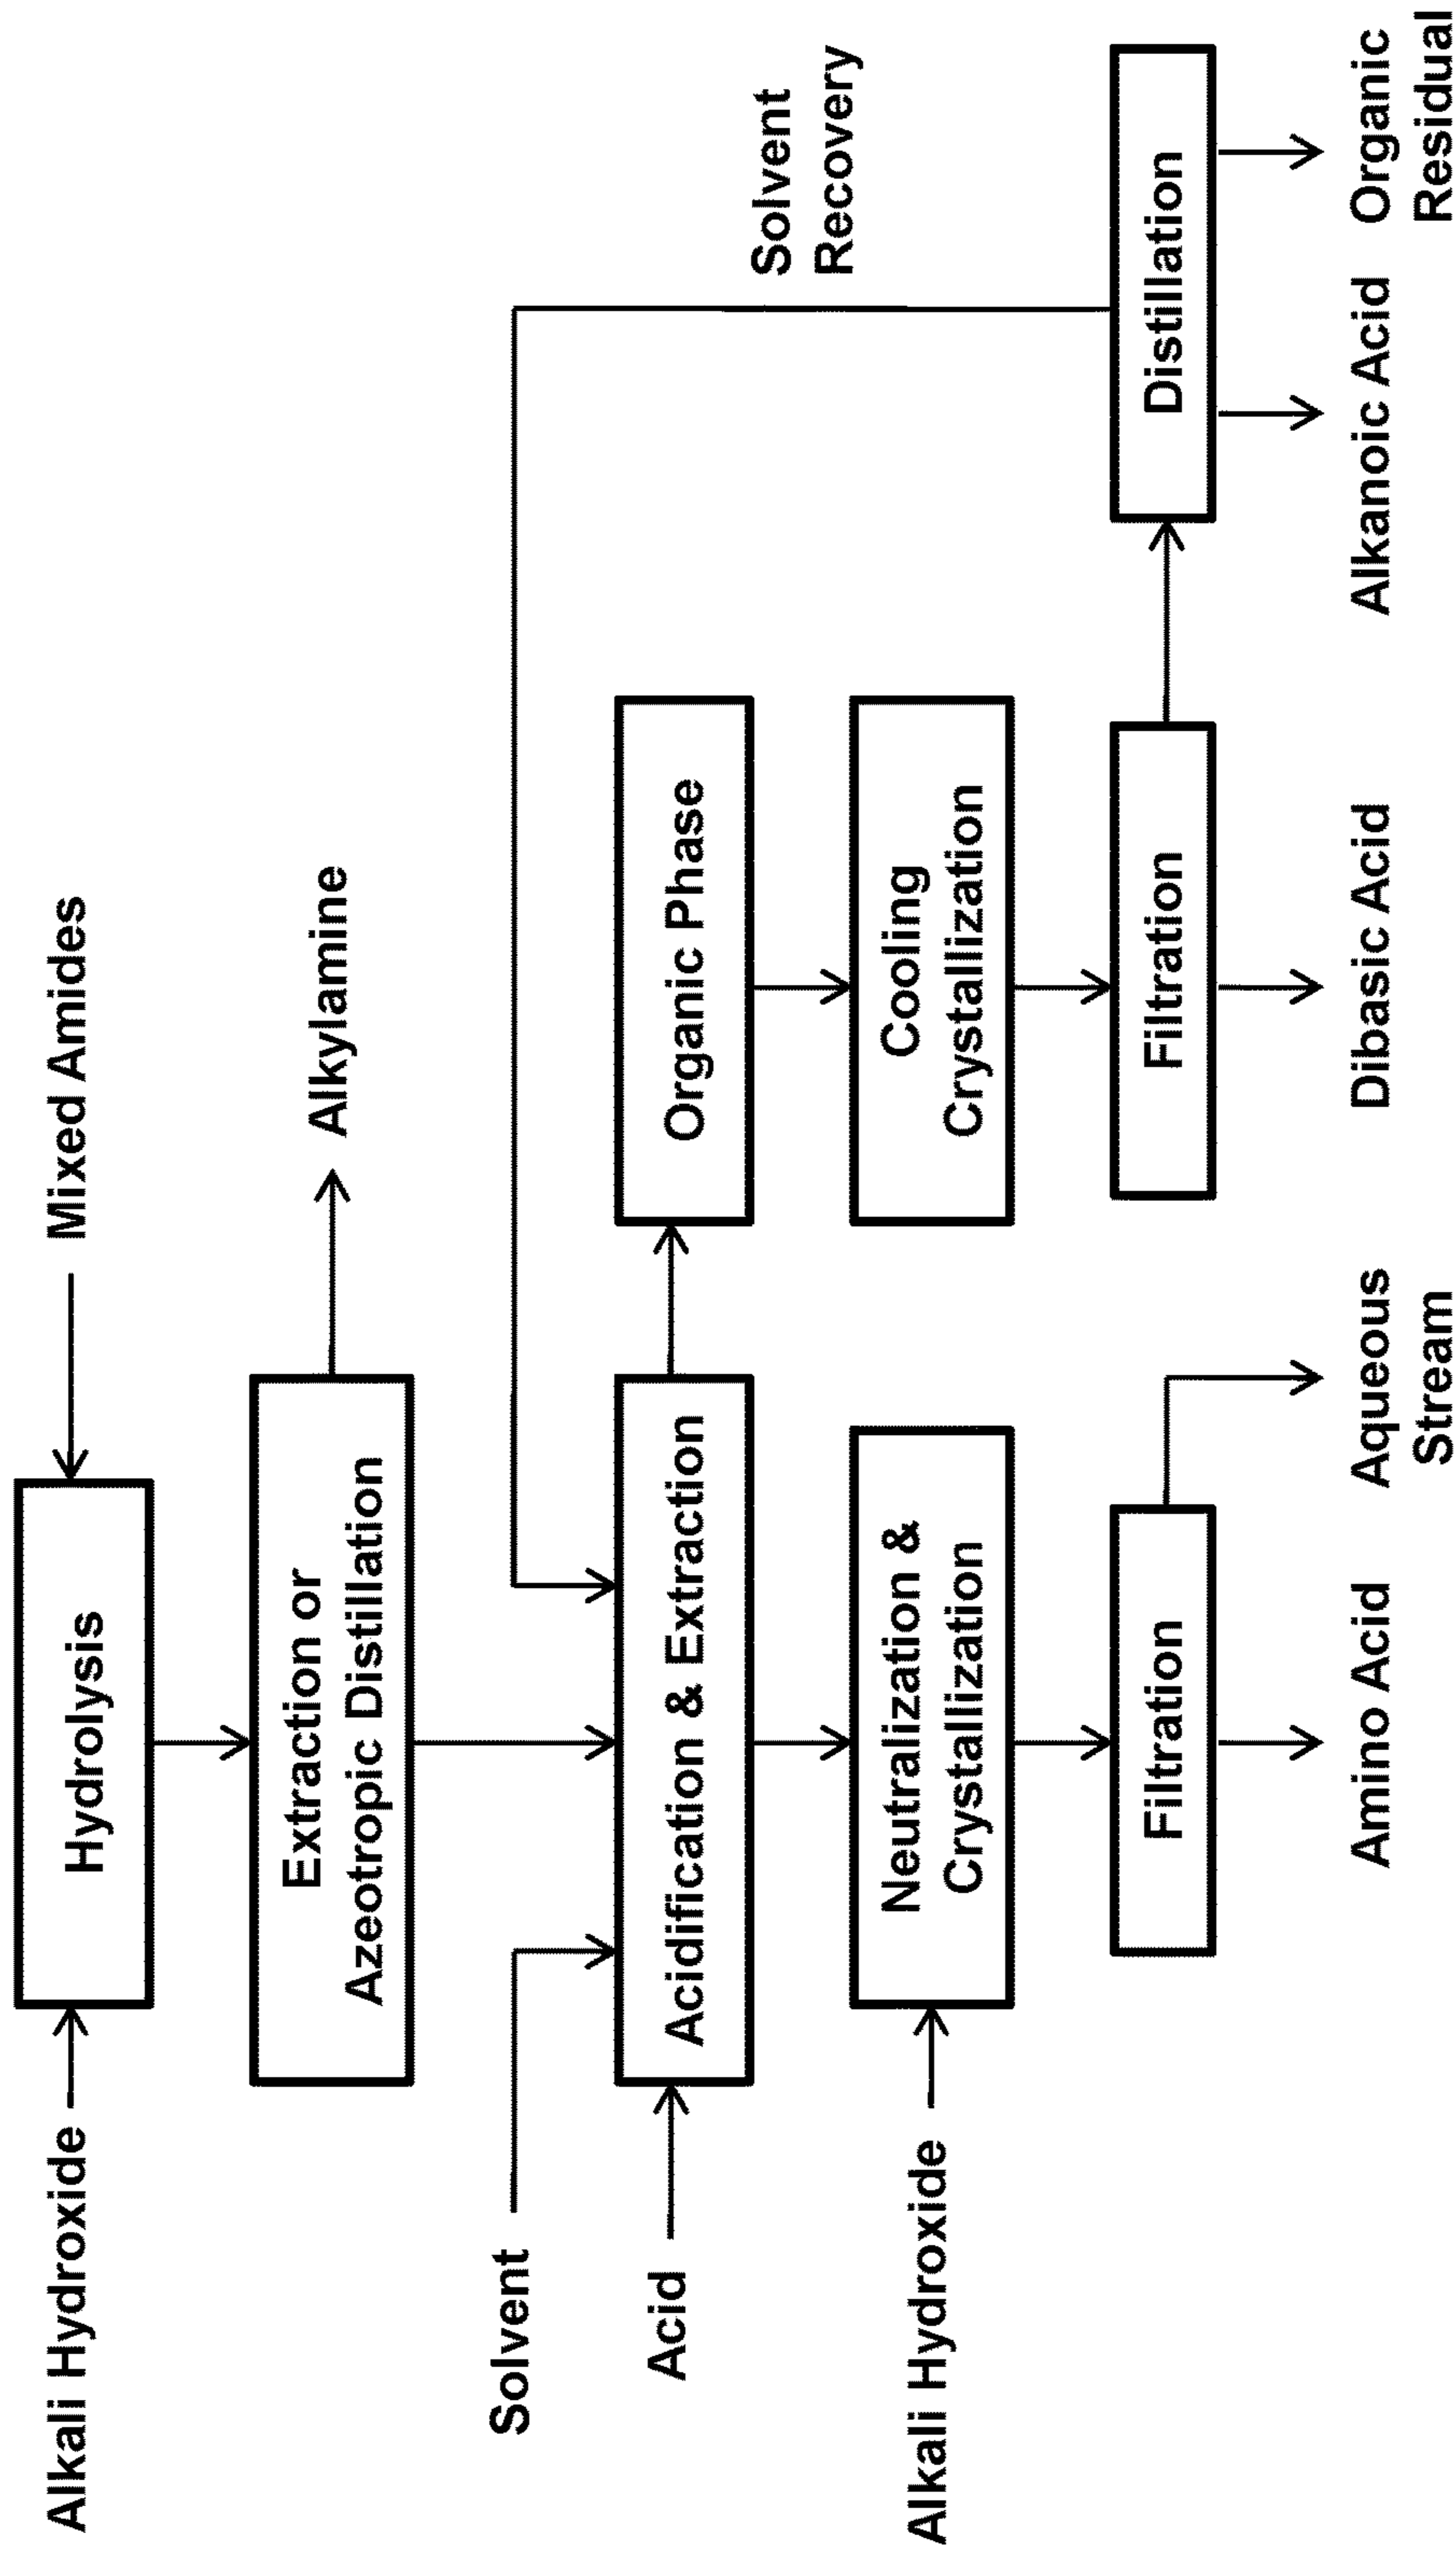 Alkali Hydroxide
Hydrolysis
Mixed Amides
Extraction or
Azeotropic Distillation
Alkylamine
Solvent
Solvent
Recovery
Acid
Acidification & Extraction
Organic Phase
Alkali Hydroxide
Neutralization &
Crystallization
Cooling
Crystallization
Filtration
Filtration
Distillation
Amino Acid
Aqueous
Stream
Dibasic Acid
Alkanoic Acid
Organic
Residual